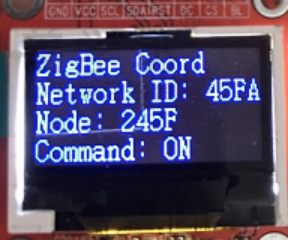 GND VCC SCL SDA RST DC CS BL
ZigBee Coord
Network ID: 45FA
Node: 245F
Command: ON